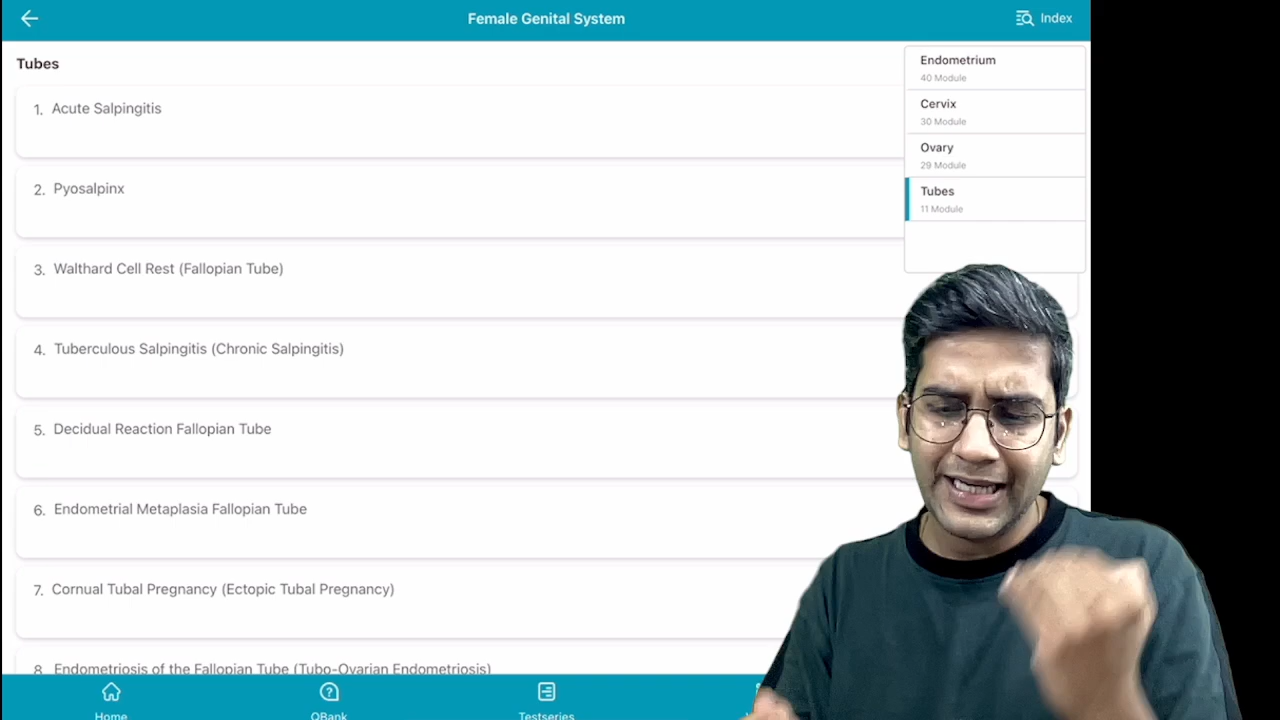 Female Genital System
Index
Tubes
1. Acute Salpingitis
2. Pyosalpinx
3. Walthard Cell Rest (Fallopian Tube)
4. Tuberculous Salpingitis (Chronic Salpingitis)
5. Decidual Reaction Fallopian Tube
6. Endometrial Metaplasia Fallopian Tube
7. Cornual Tubal Pregnancy (Ectopic Tubal Pregnancy)
8 Endometriosis of the Fallopian Tube (Tubo-Ovarian Endometriosis)
Endometrium
40 Module
Cervix
30 Module
Ovary
29 Module
Tubes
11 Module
Home
QBank
Testseries